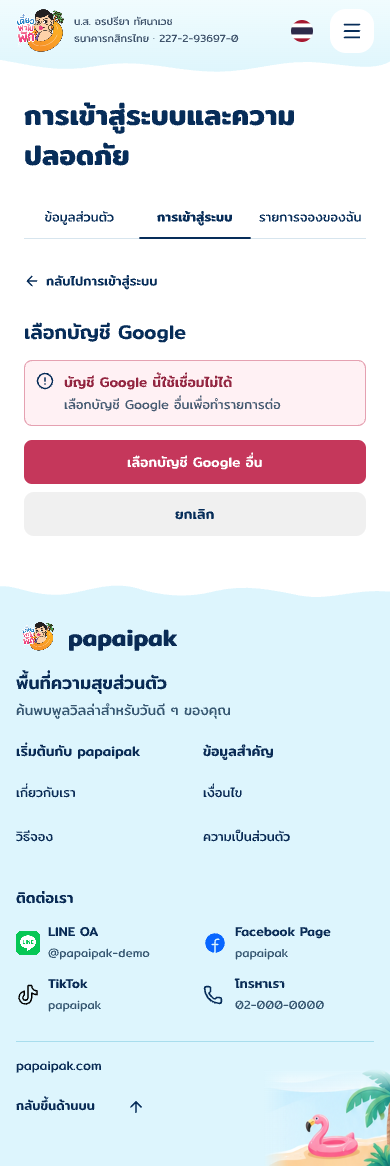 น.ส. อรปรียา ทัศนาเวช
ธนาคารกสิกรไทย · 227-2-93697-0
การเข้าสู่ระบบและความ
ปลอดภัย
ข้อมูลส่วนตัว
การเข้าสู่ระบบ
รายการจองของฉัน
กลับไปการเข้าสู่ระบบ
เลือกบัญชี Google
บัญชี Google นี้ใช้เชื่อมไม่ได้
เลือกบัญชี Google อื่นเพื่อทำรายการต่อ
เลือกบัญชี Google อื่น
ยกเลิก
papaipak
พื้นที่ความสุขส่วนตัว
ค้นพบพูลวิลล่าสำหรับวันดี ๆ ของคุณ
เริ่มต้นกับ papaipak
ข้อมูลสำคัญ
เกี่ยวกับเรา
เงื่อนไข
วิธีจอง
ความเป็นส่วนตัว
ติดต่อเรา
LINE OA
@papaipak-demo
Facebook Page
papaipak
TikTok
papaipak
โทรหาเรา
02-000-0000
papaipak.com
กลับขึ้นด้านบน